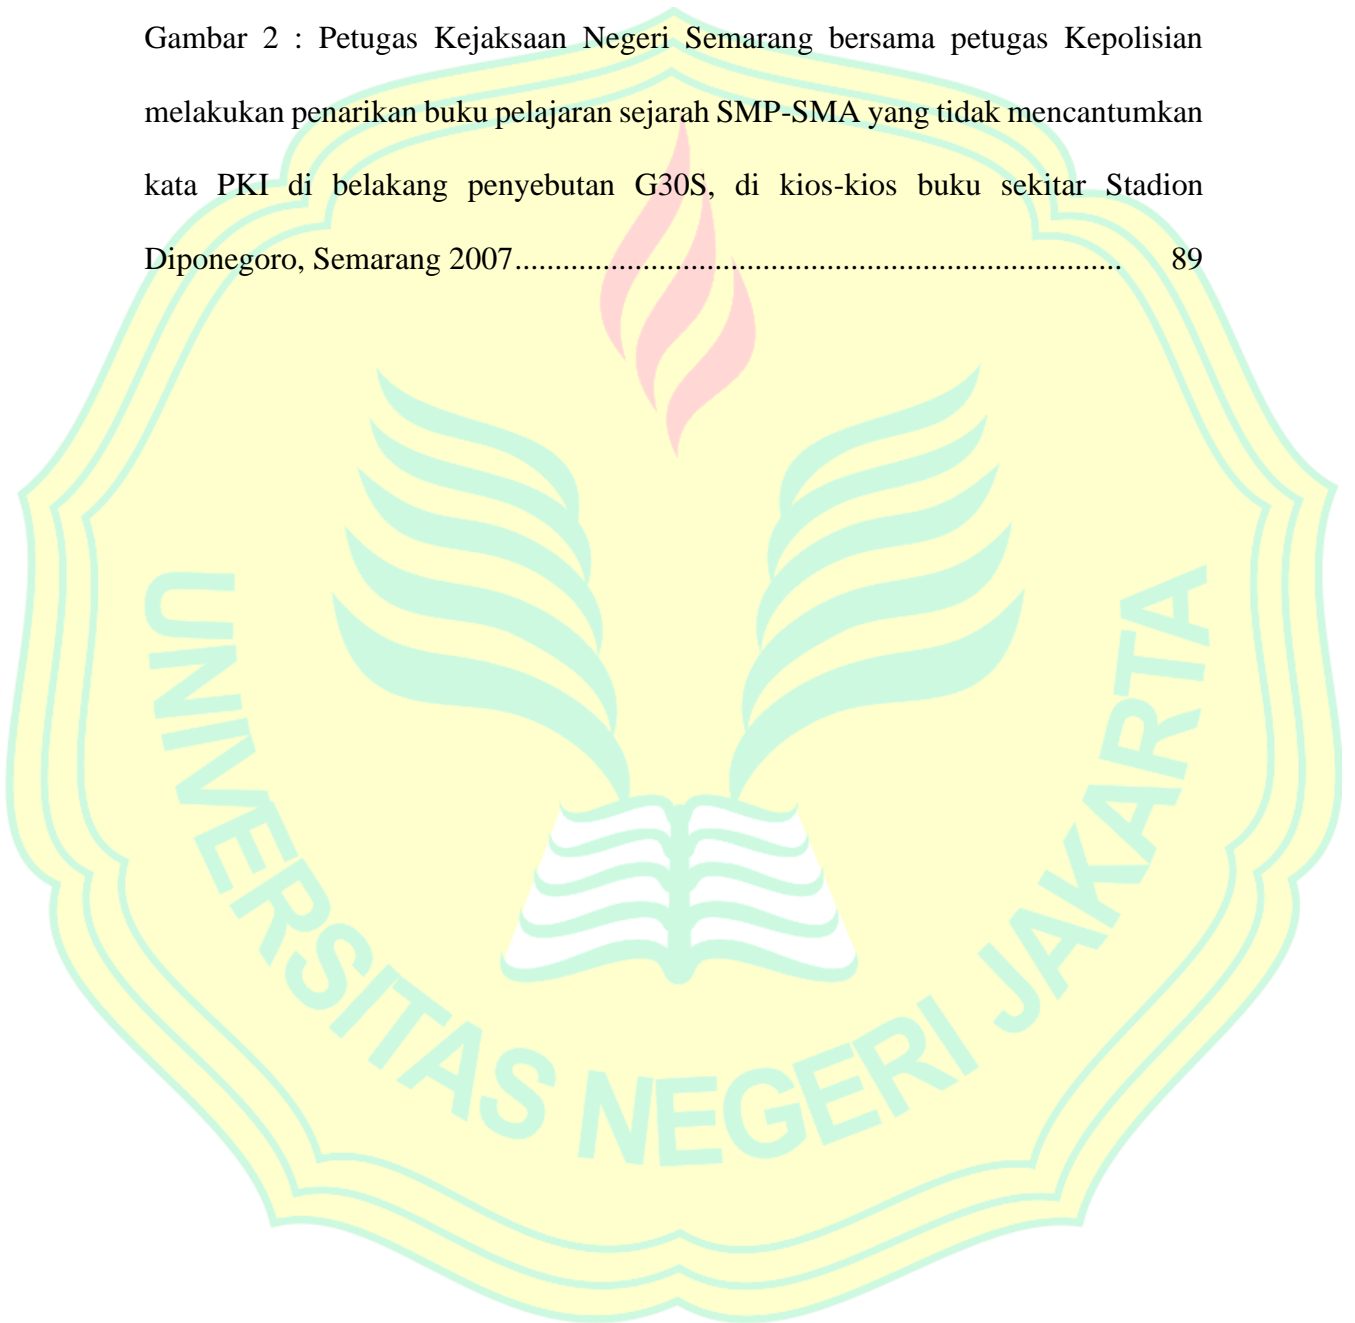 Gambar 2 : Petugas Kejaksaan Negeri Semarang bersama petugas Kepolisian
melakukan penarikan buku pelajaran sejarah SMP-SMA yang tidak mencantumkan
kata PKI di belakang penyebutan G30S, di kios-kios buku sekitar Stadion
Diponegoro, Semarang 2007........................................................................... 89
UNIVERSITAS NEGERI JAKARTA